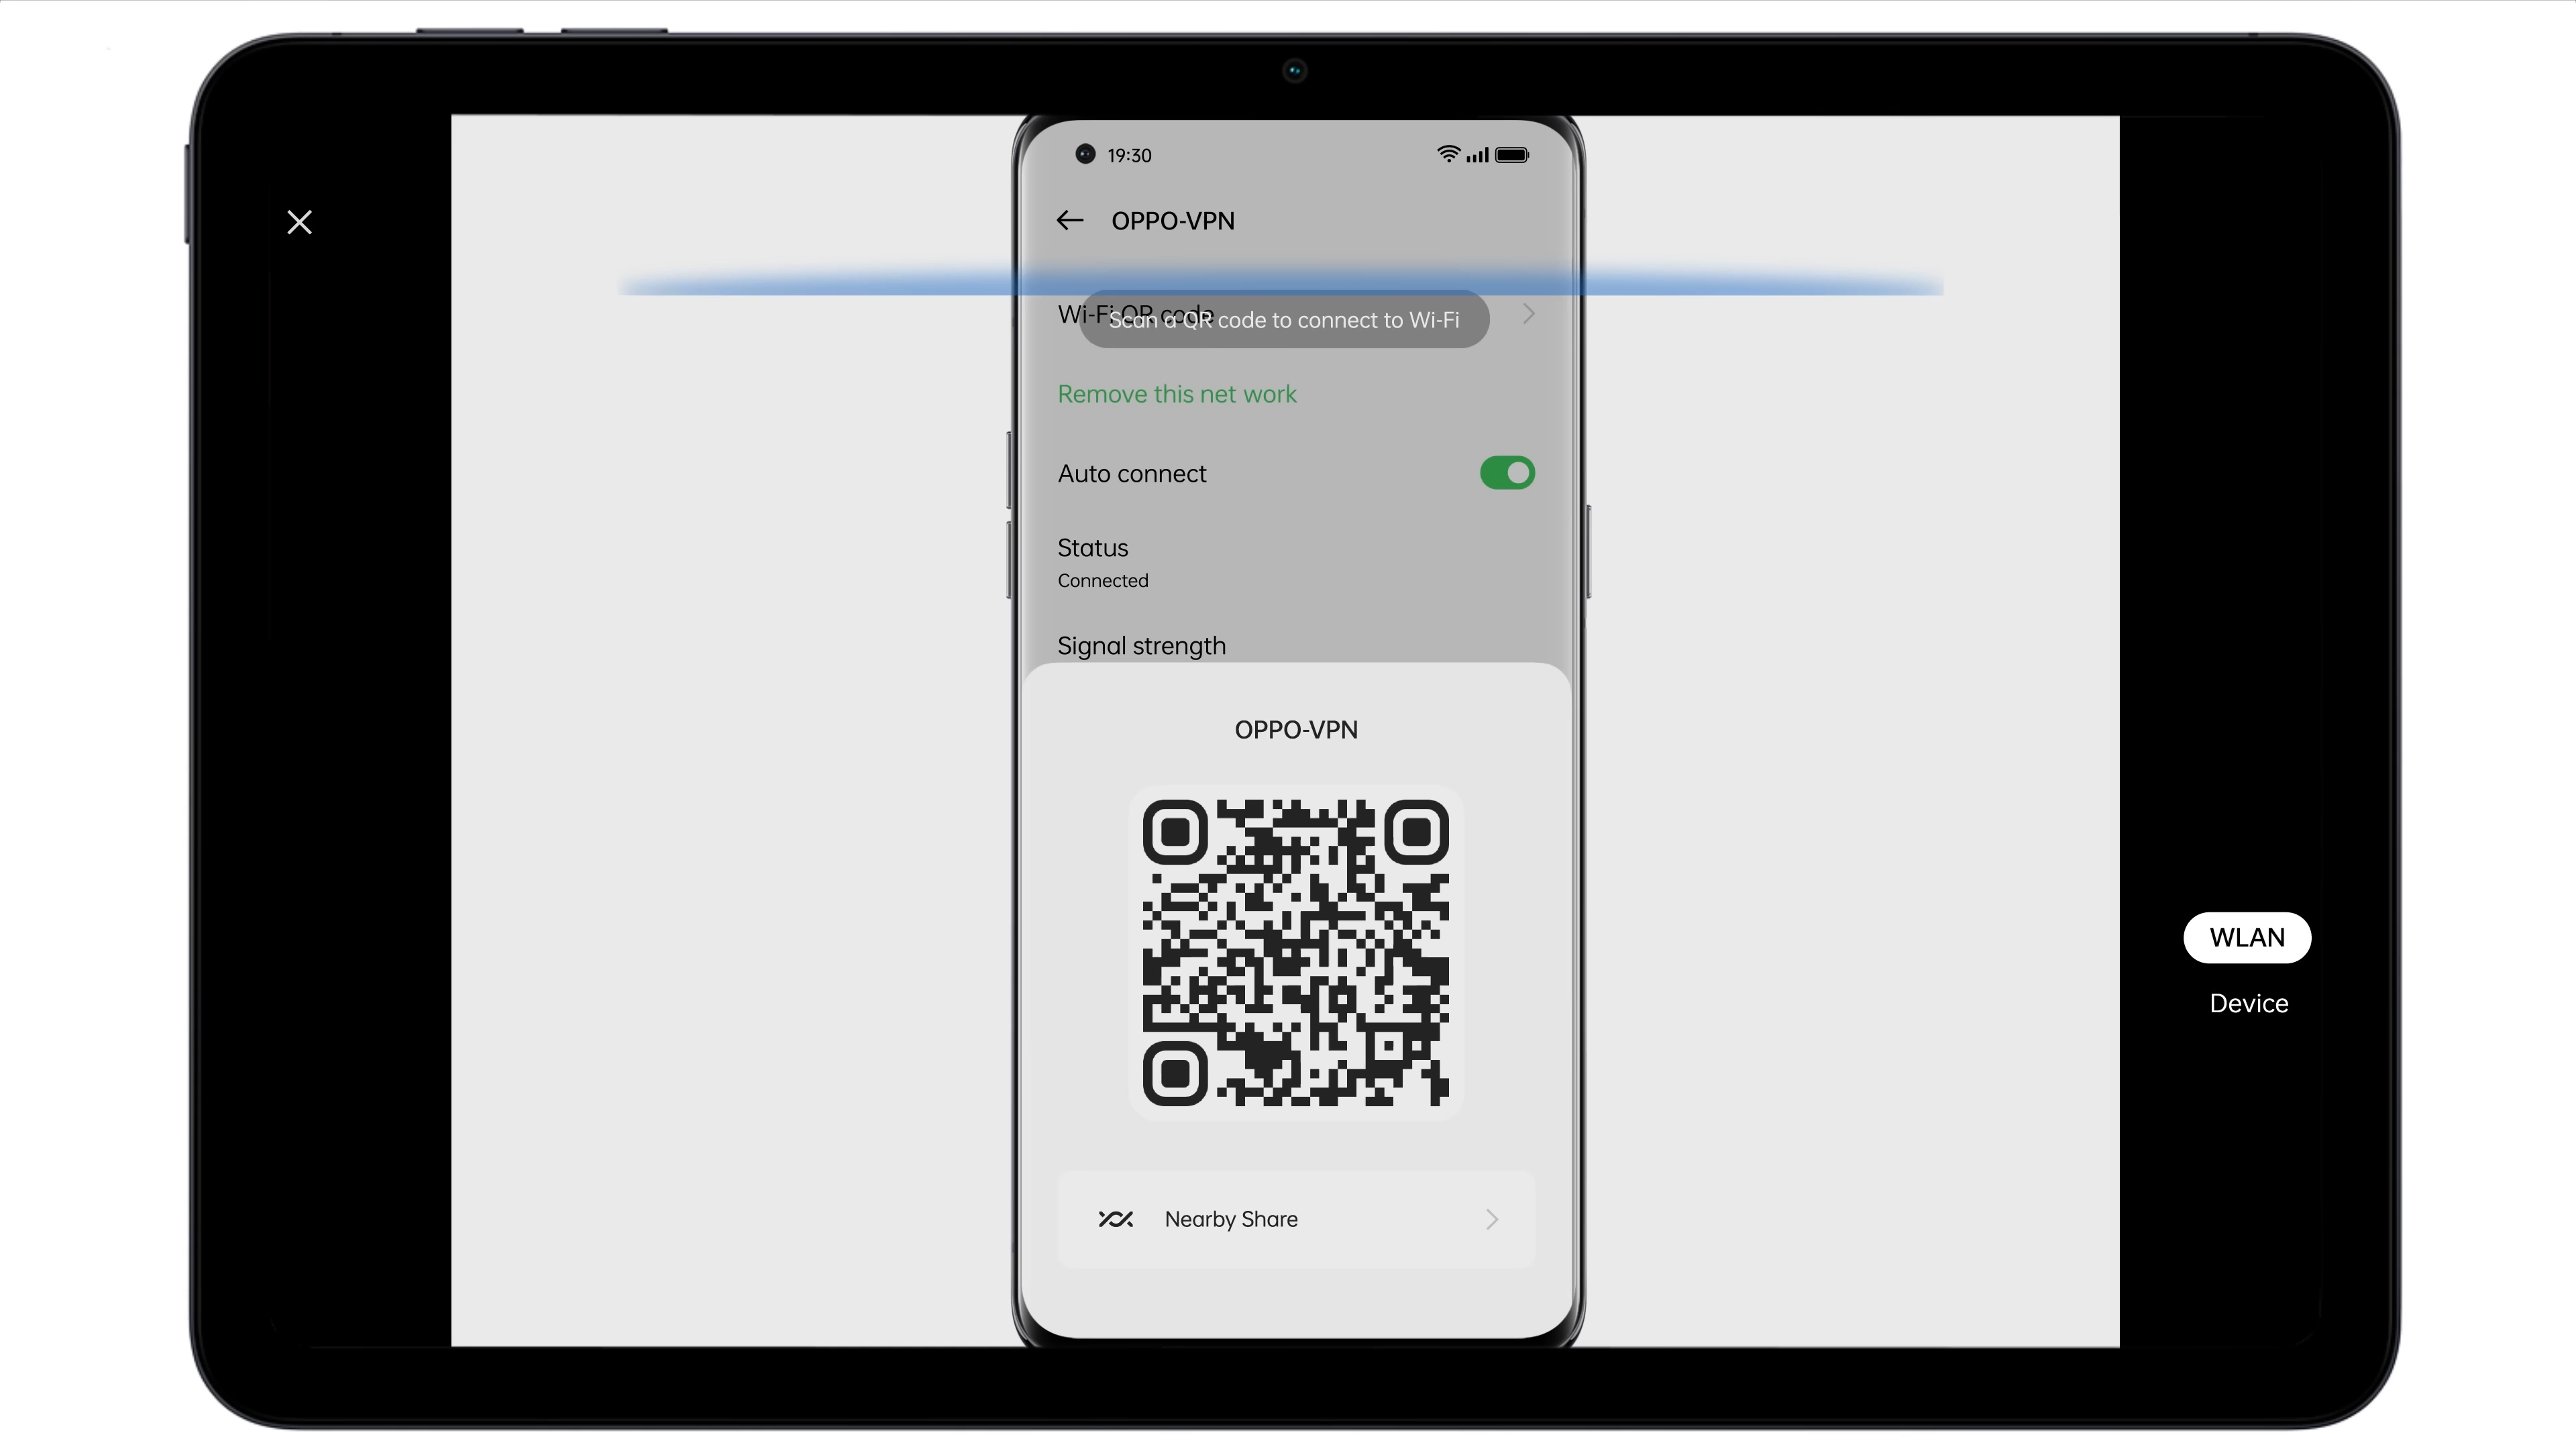 19:30
OPPO-VPN
Wi-Fi QR code
Scan a QR code to connect to Wi-Fi
Remove this net work
Auto connect
Status
Connected
Signal strength
OPPO-VPN
Nearby Share
WLAN
Device